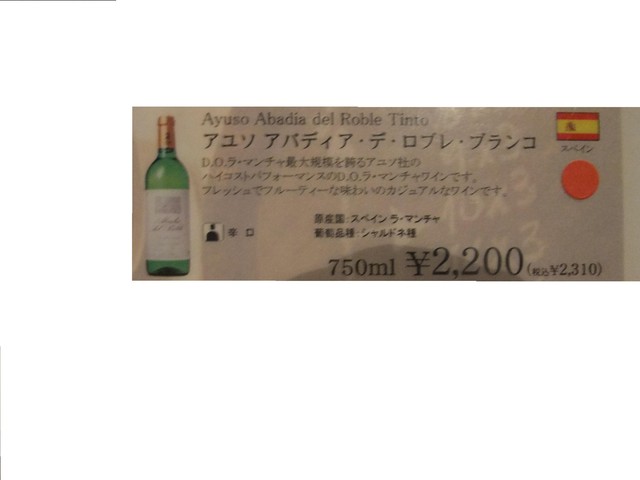 Ayuso Abadia del Roble Tinto
アユソ アバディア・デ・ロブレ・ブランコ
D.O.ラ・マンチャ最大規模を誇るアユソ社の
ハイコストパフォーマンスのD.O.ラ・マンチャワインです。
フレッシュでフルーティーな味わいのカジュアルなワインです。
スペイン
原産国：スペイン ラ・マンチャ
辛口
葡萄品種：シャルドネ種
750ml ¥2,200(税込¥2,310)